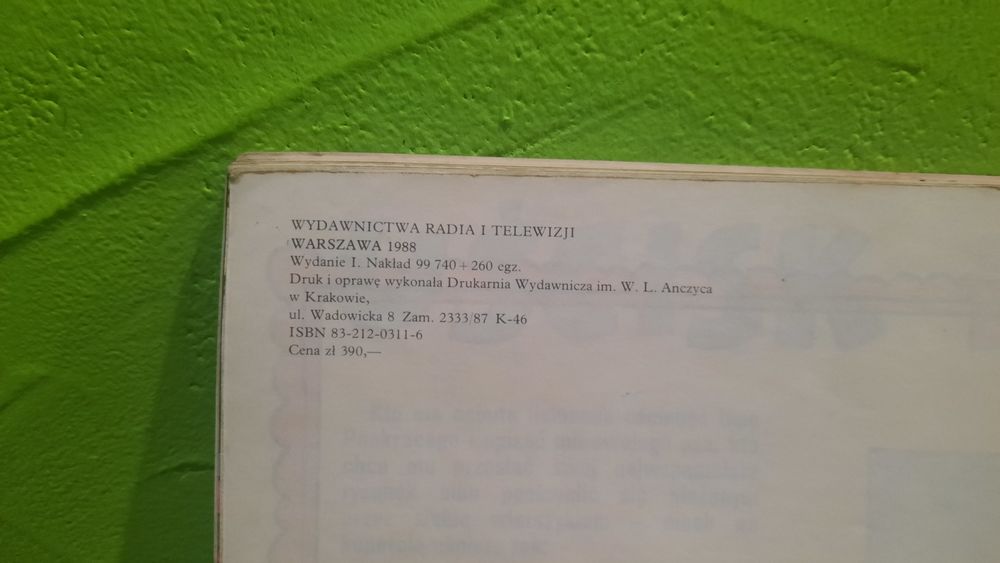 WYDAWNICTWA RADIA I TELEWIZJI
WARSZAWA 1988
Wydanie I. Nakład 99 740 + 260 egz.
Druk i oprawę wykonała Drukarnia Wydawnicza im. W. L. Anczyca
w Krakowie,
ul. Wadowicka 8 Zam. 2333/87 K-46
ISBN 83-212-0311-6
Cena zł 390,—